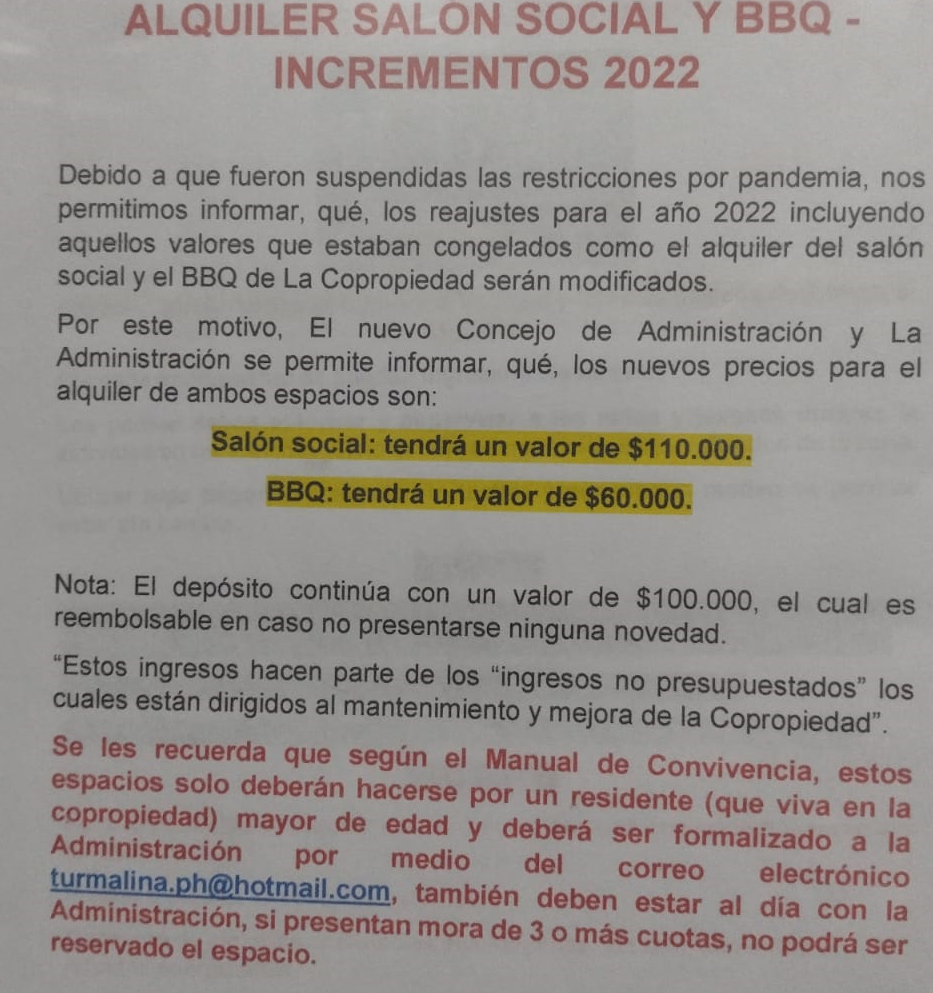 ALQUILER SALÓN SOCIAL Y BBQ -
INCREMENTOS 2022
Debido a que fueron suspendidas las restricciones por pandemia, nos
permitimos informar, qué, los reajustes para el año 2022 incluyendo
aquellos valores que estaban congelados como el alquiler del salón
social y el BBQ de La Copropiedad serán modificados.
Por este motivo, El nuevo Concejo de Administración y La
Administración se permite informar, qué, los nuevos precios para el
alquiler de ambos espacios son:
Salón social: tendrá un valor de $110.000.
BBQ: tendrá un valor de $60.000.
Nota: El depósito continúa con un valor de $100.000, el cual es
reembolsable en caso no presentarse ninguna novedad.
“Estos ingresos hacen parte de los “ingresos no presupuestados” los
cuales están dirigidos al mantenimiento y mejora de la Copropiedad”.
Se les recuerda que según el Manual de Convivencia, estos
espacios solo deberán hacerse por un residente (que viva en la
copropiedad) mayor de edad y deberá ser formalizado a la
Administración por medio del correo electrónico
turmalina.ph@hotmail.com, también deben estar al día con la
Administración, si presentan mora de 3 o más cuotas, no podrá ser
reservado el espacio.